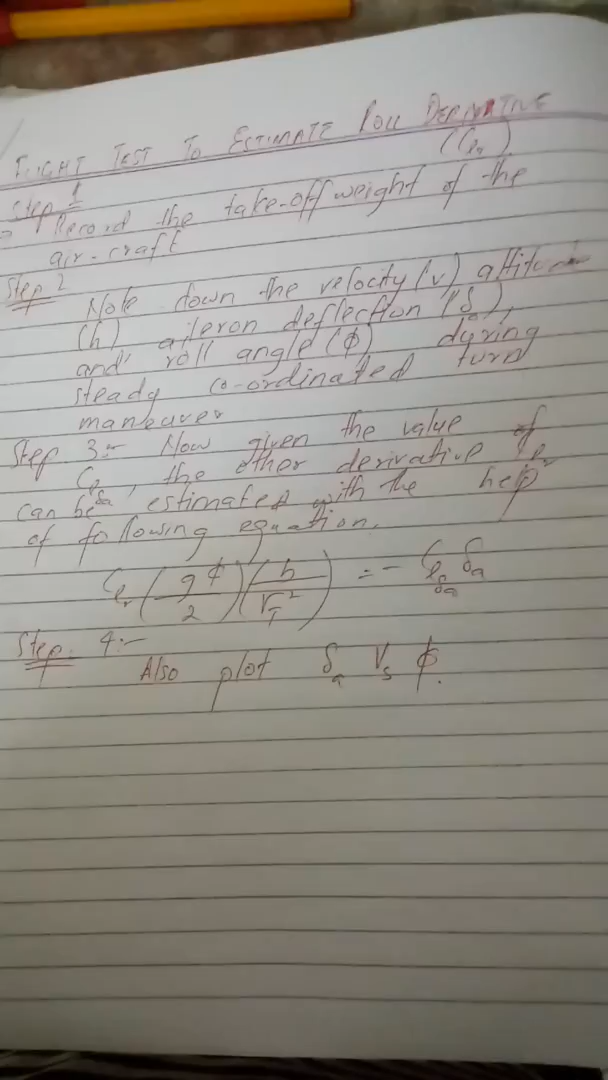 FLIGHT TEST TO ESTIMATE ROLL DERIVATIVE
(Clr)
Step 1
Record the take-off weight of the
air-craft
Step 2
Note down the velocity (v), altitude
(h) aileron deflection (δa),
and roll angle (ϕ) during
steady co-ordinated turn
maneuver
Step 3:- Now given the value of
Clδa, the other derivative Clr
can be estimated with the help
of following equation.
Clr (gϕ/2) (b/VT²) = - Clδa δa
Step 4:-
Also plot δa Vs ϕ.